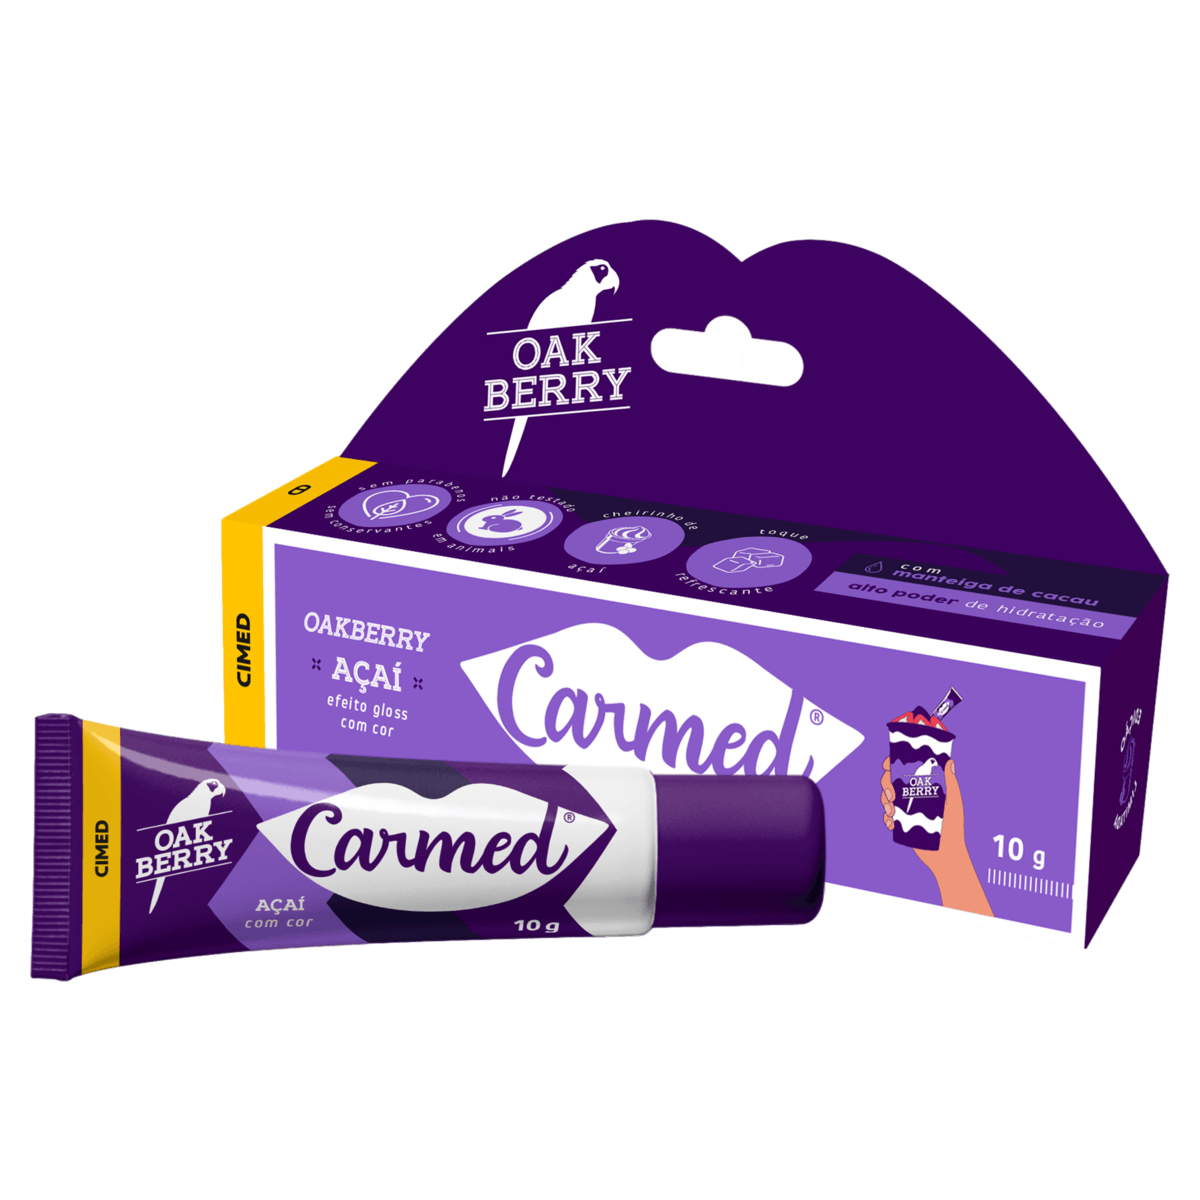 OAK
BERRY
sem parabenos
sem conservantes
não testado
em animais
cheirinho de
açaí
toque
refrescante
com
manteiga de cacau
alto poder de hidratação
CIMED
OAKBERRY
AÇAÍ
efeito gloss
com cor
Carmed®
OAK
BERRY
10 g
CIMED
OAK
BERRY
AÇAÍ
com cor
Carmed®
10 g